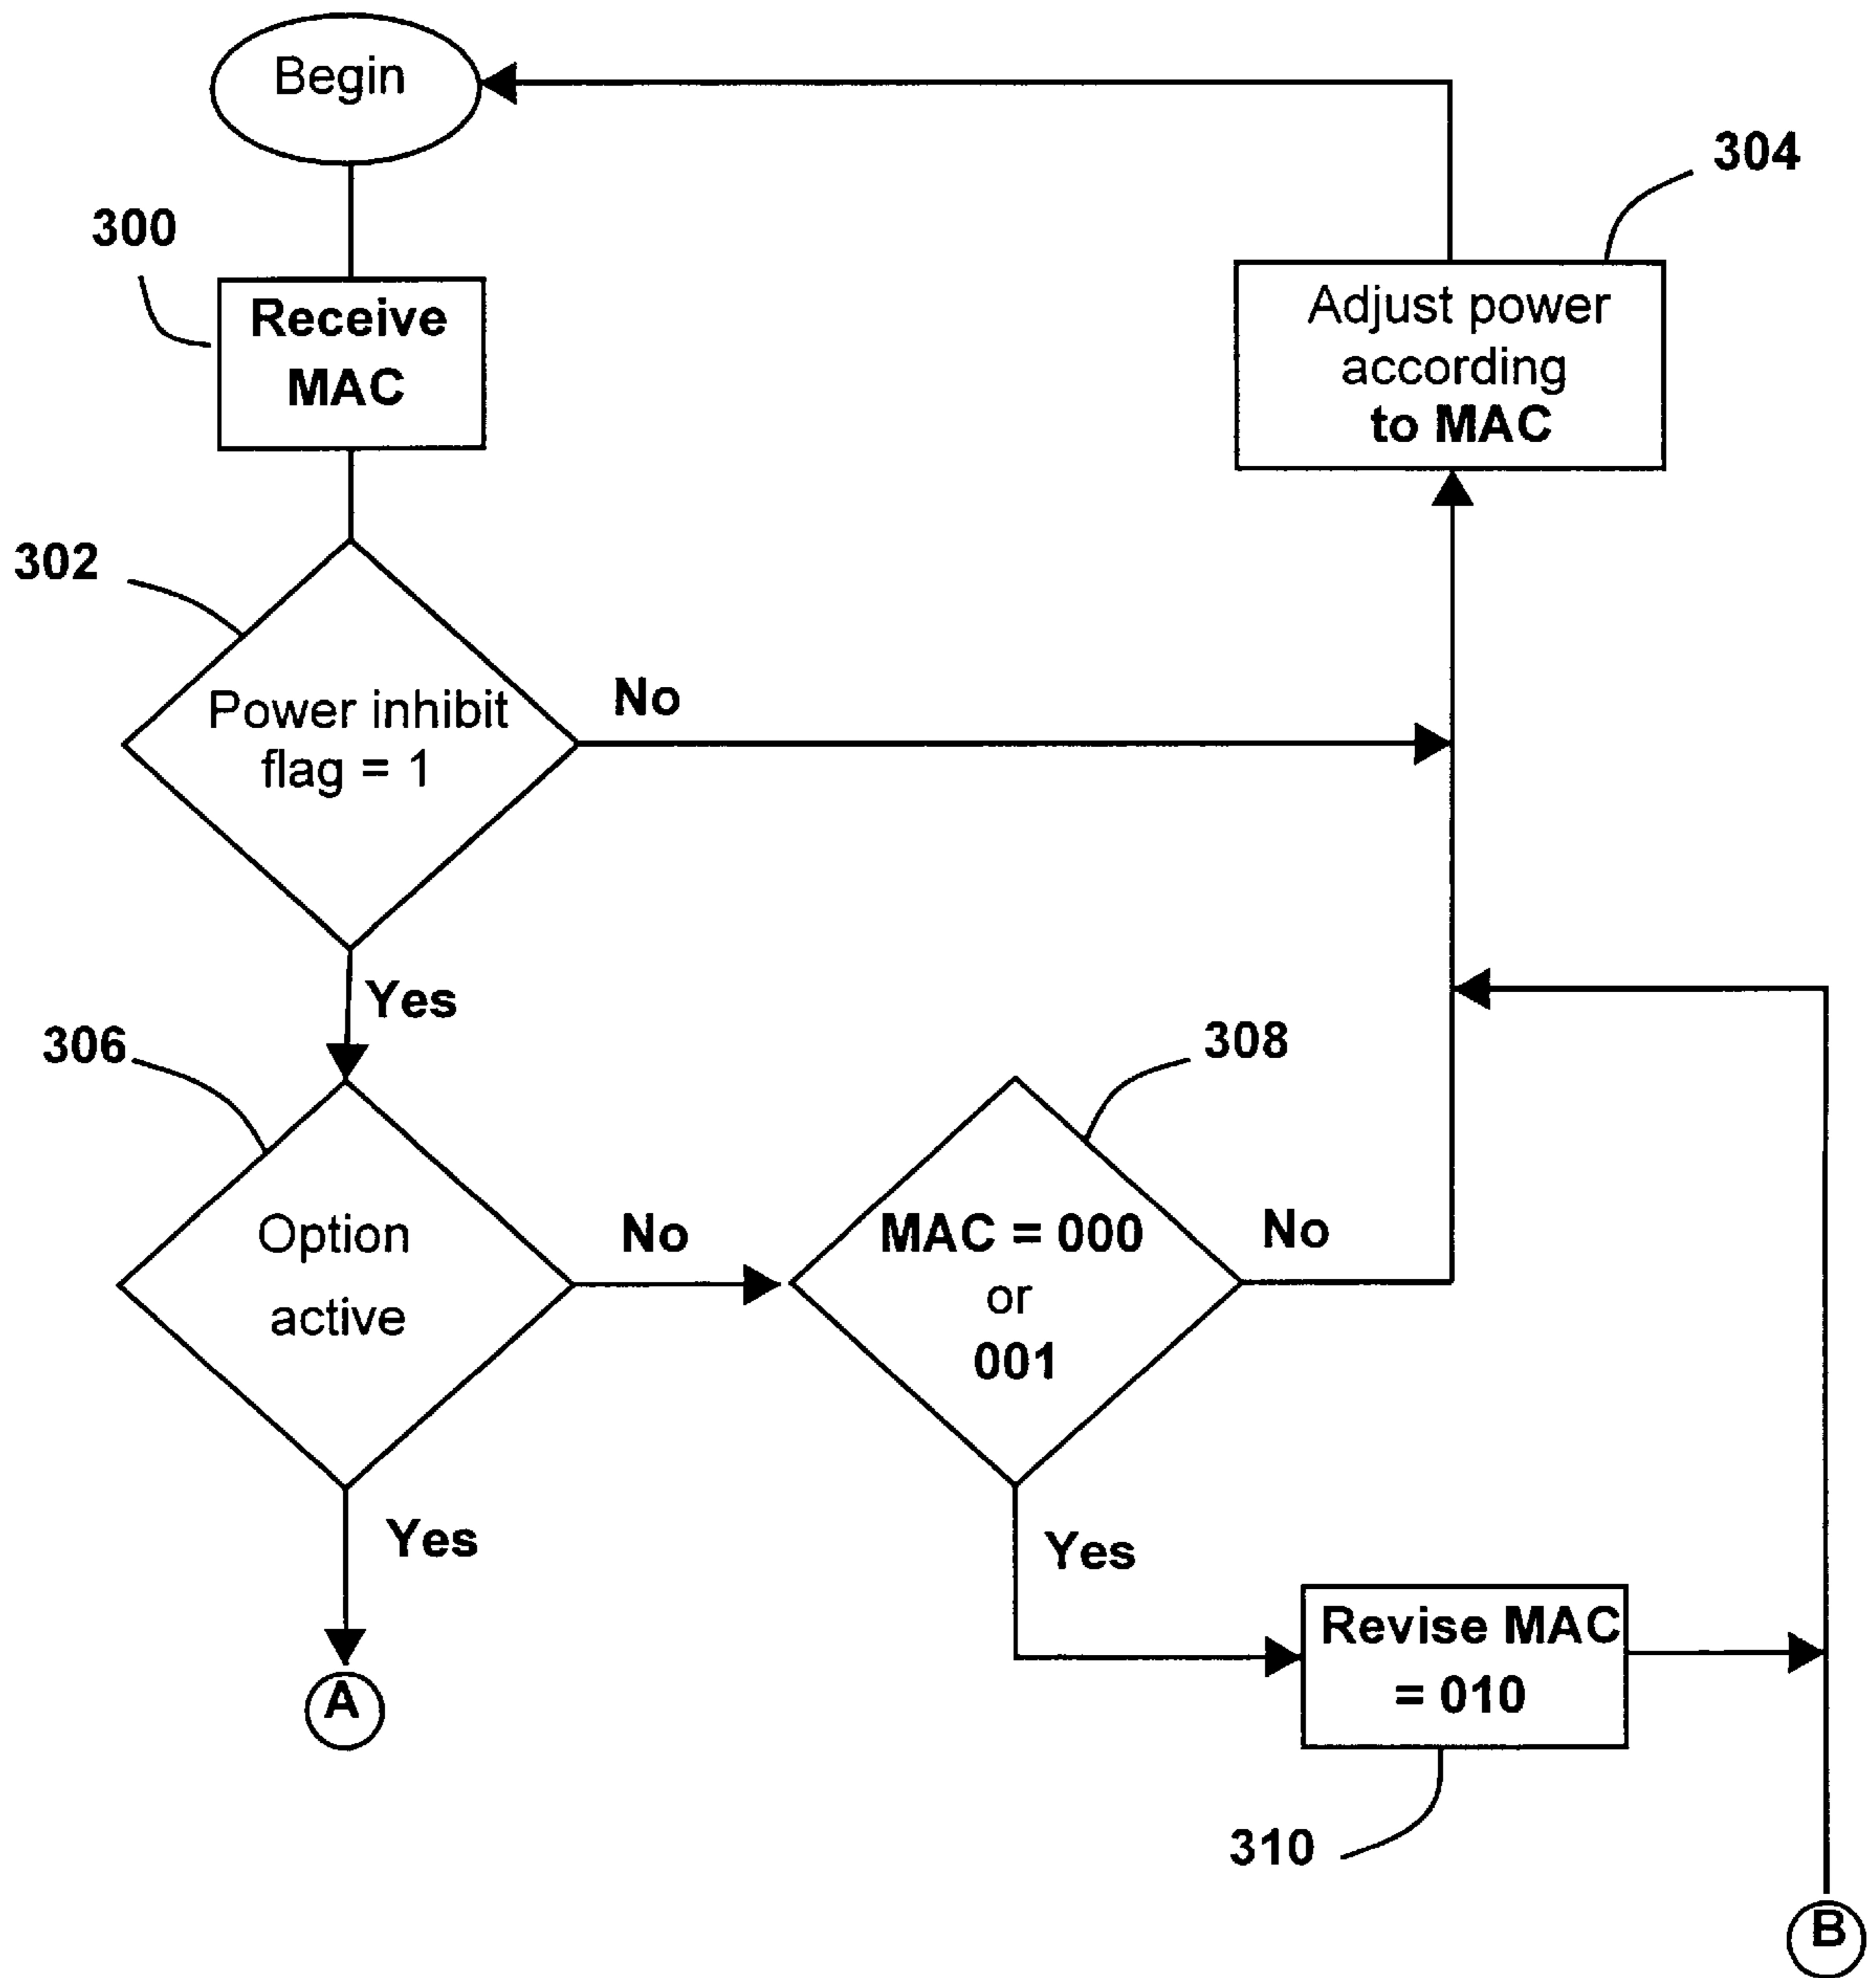 Begin
304
300
Receive
MAC
Adjust power
according
to MAC
302
No
Power inhibit
flag = 1
Yes
306
308
Option
active
No
MAC = 000
or
001
No
Yes
Yes
Revise MAC
= 010
A
310
B